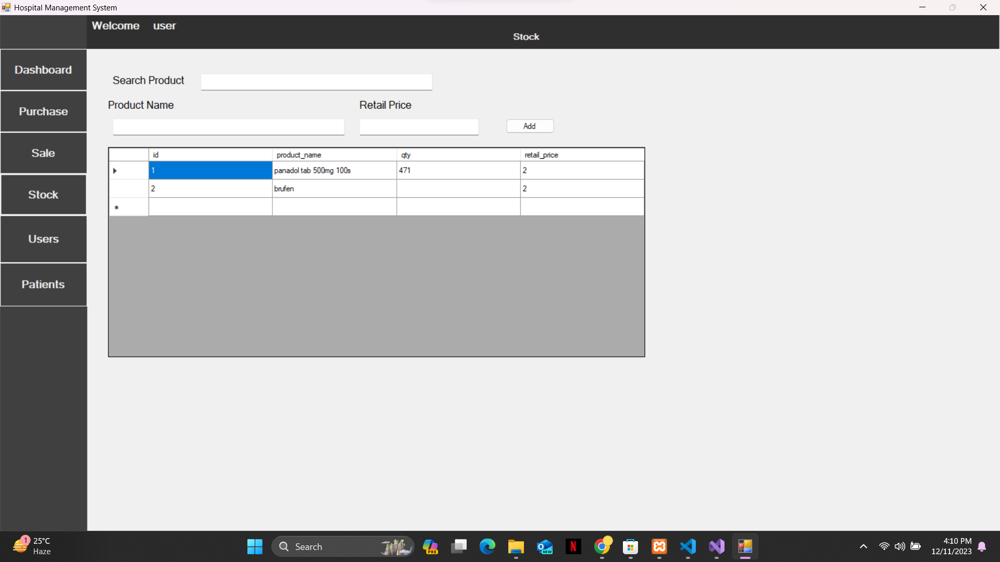 Hospital Management System
Welcome user
Stock
Dashboard
Purchase
Sale
Stock
Users
Patients
Search Product
Product Name Retail Price
Add
id product_name qty retail_price
1 panadol tab 500mg 100s 471 2
2 brufen 2
1
25°C
Haze
Search
PRE
NEW
4:10 PM
12/11/2023